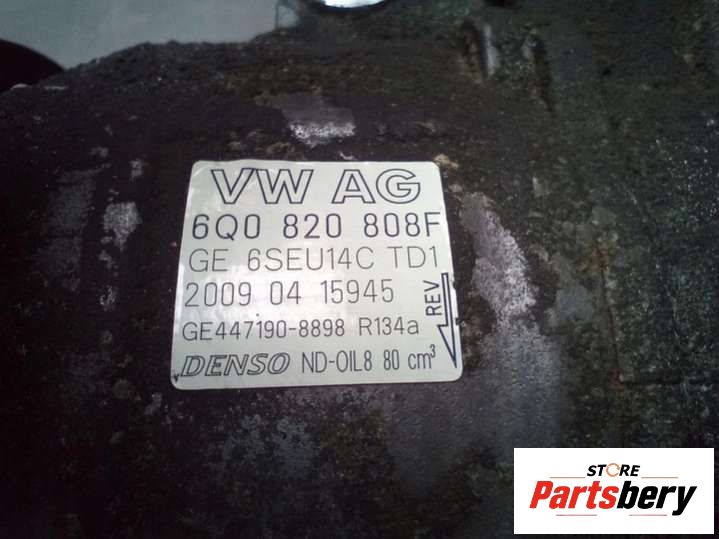 VW AG
6Q0 820 808F
GE 6SEU14C TD1
2009 04 15945
REV
GE447190-8898 R134a
DENSO ND-OIL8 80 cm³
STORE
Partsbery